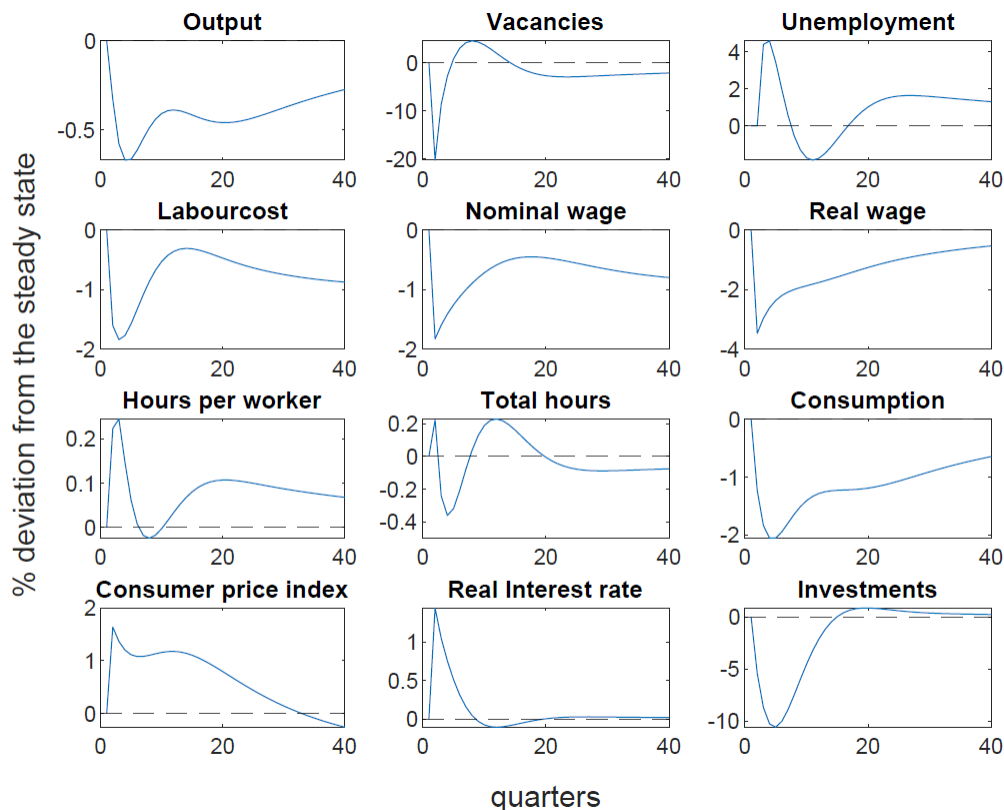 Output Vacancies Unemployment
0 -0.5 0 20 40
0 -10 -20 0 20 40
4 2 0 0 20 40
Labourcost Nominal wage Real wage
0 -1 -2 0 20 40
0 -1 -2 0 20 40
0 -2 -4 0 20 40
Hours per worker Total hours Consumption
0.2 0.1 0 0 20 40
0.2 0 -0.2 -0.4 0 20 40
0 -1 -2 0 20 40
Consumer price index Real Interest rate Investments
2 1 0 0 20 40
1 0.5 0 0 20 40
0 -5 -10 0 20 40
% deviation from the steady state
quarters